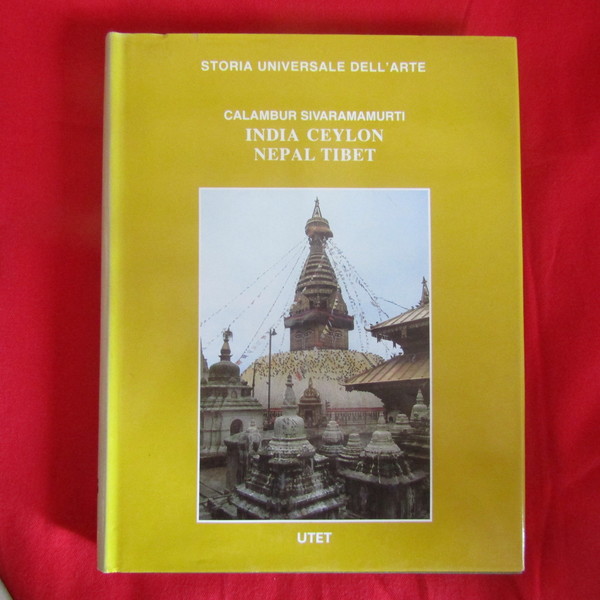 STORIA UNIVERSALE DELL'ARTE
CALAMBUR SIVARAMAMURTI
INDIA CEYLON
NEPAL TIBET
UTET